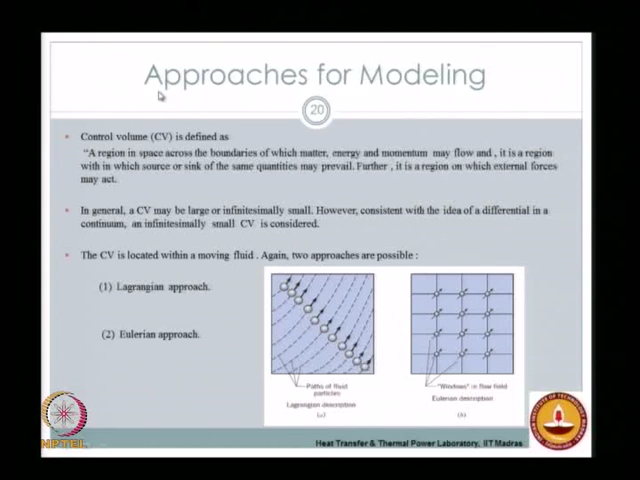 Approaches for Modeling
20
Control volume (CV) is defined as
"A region in space across the boundaries of which matter, energy and momentum may flow and , it is a region
with in which source or sink of the same quantities may prevail. Further , it is a region on which external forces
may act.
In general, a CV may be large or infinitesimally small. However, consistent with the idea of a differential in a
continuum, an infinitesimally small CV is considered.
The CV is located within a moving fluid . Again, two approaches are possible :
(1) Lagrangian approach.
(2) Eulerian approach.
Paths of fluid
particles
Lagrangian description
(a)
"Windows" in flow field
Eulerian description
(b)
NPTEL
Heat Transfer & Thermal Power Laboratory, IIT Madras